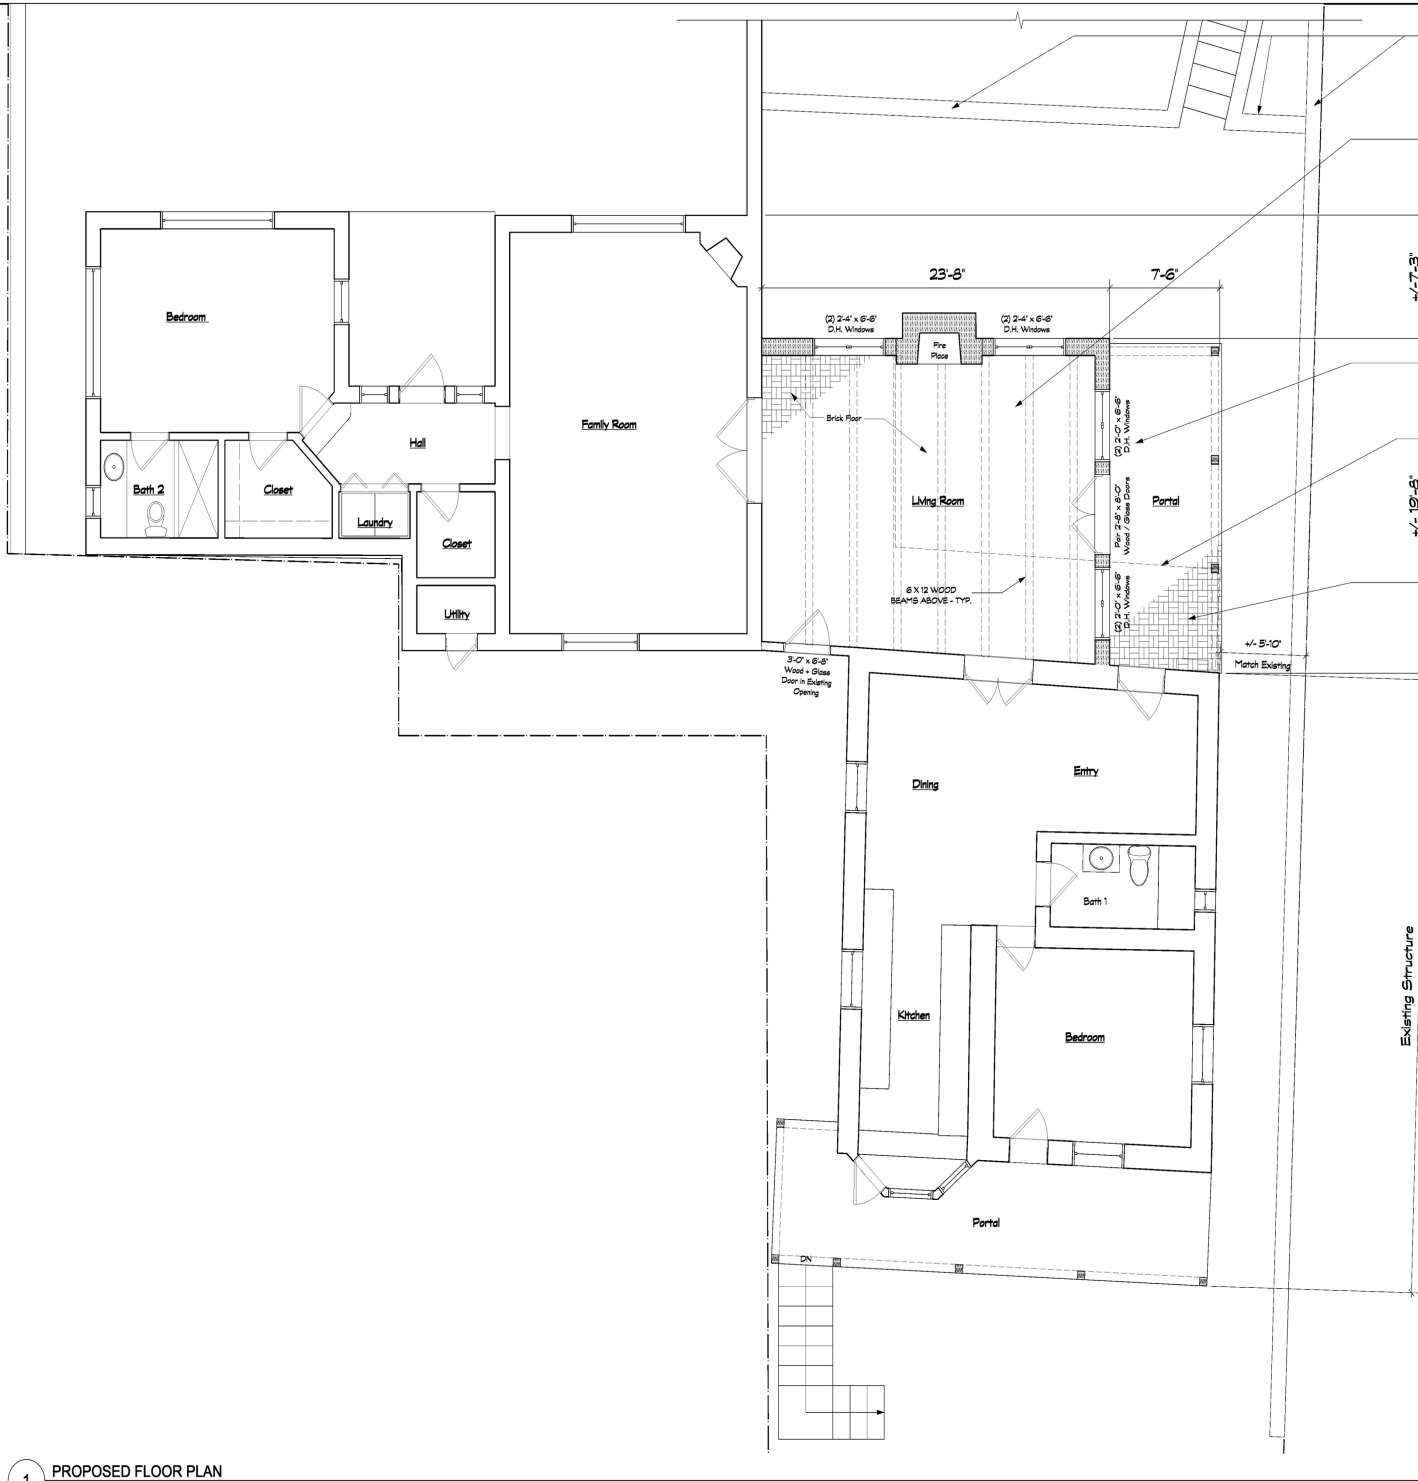 23'-8"
7'-6"
+/-7'-3"
(2) 2'-4" x 6'-6"
D.H. Windows
(2) 2'-4" x 6'-6"
D.H. Windows
Fire
Place
Bedroom
Family Room
Hall
Brick Floor
(2) 2'-0" x 6'-6"
D.H. Windows
Bath 2
Closet
Laundry
Closet
Utility
Living Room
Pair 2'-8" x 8'-0"
Wood / Glass Doors
Portal
+/- 19'-8"
6 X 12 WOOD
BEAMS ABOVE - TYP.
(2) 2'-0" x 6'-6"
D.H. Windows
3'-0" x 6'-8"
Wood + Glass
Door in Existing
Opening
+/- 5'-10"
Match Existing
Dining
Entry
Bath 1
Kitchen
Bedroom
Existing Structure
Portal
DN
1
PROPOSED FLOOR PLAN